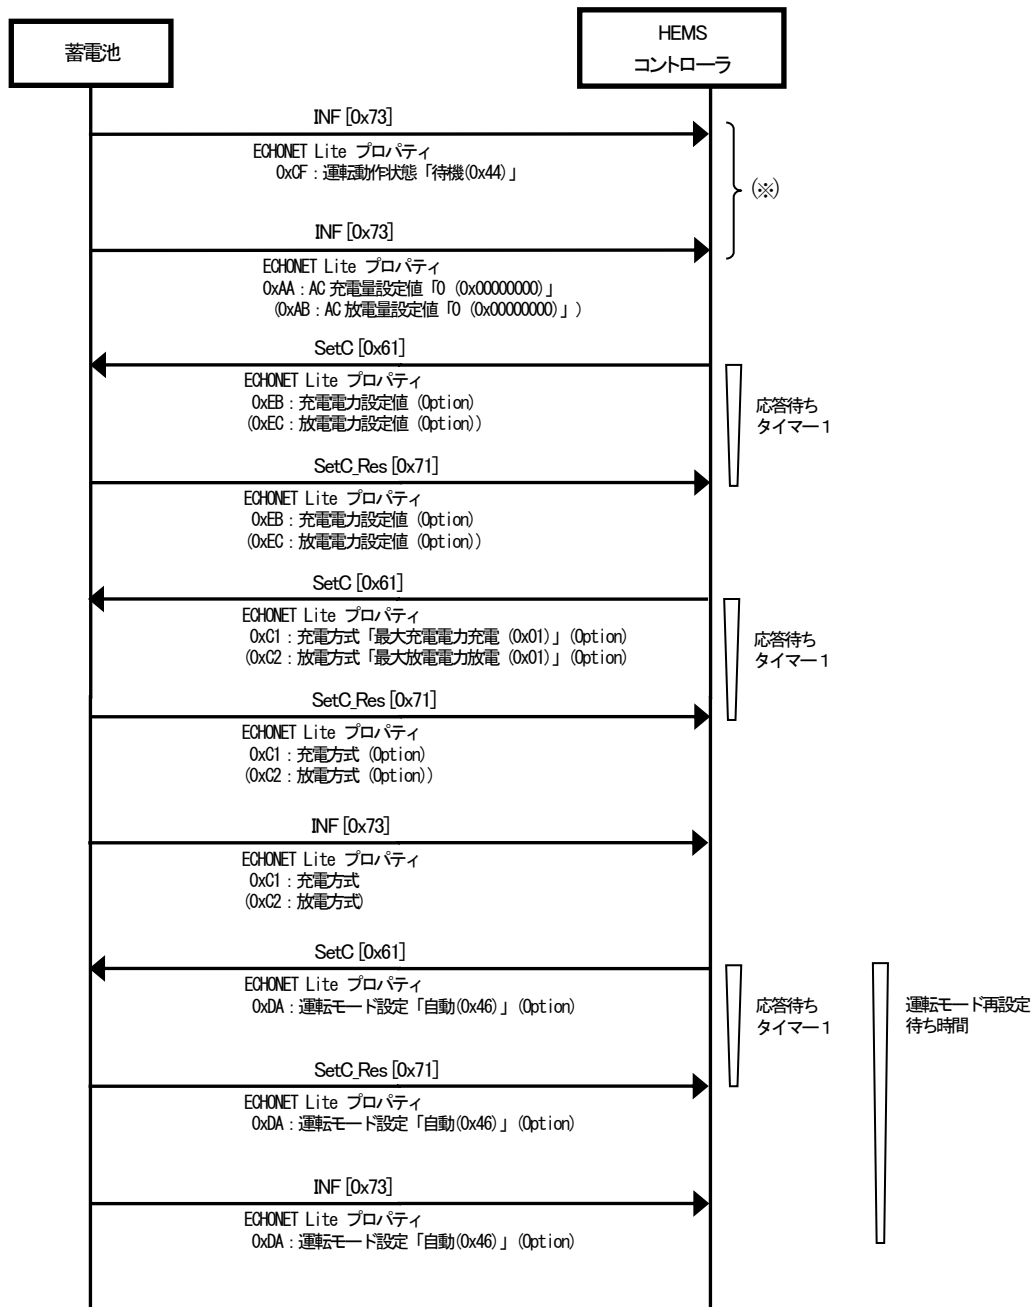 蓄電池
HEMS
コントローラ
INF [0x73]
ECHONET Lite プロパティ
0xCF：運転動作状態「待機(0x44)」
(※)
INF [0x73]
ECHONET Lite プロパティ
0xAA：AC 充電量設定値「0 (0x00000000)」
(0xAB：AC 放電量設定値「0 (0x00000000)」)
SetC [0x61]
ECHONET Lite プロパティ
0xEB：充電電力設定値 (Option)
(0xEC：放電電力設定値 (Option))
応答待ち
タイマー１
SetC_Res [0x71]
ECHONET Lite プロパティ
0xEB：充電電力設定値 (Option)
(0xEC：放電電力設定値 (Option))
SetC [0x61]
ECHONET Lite プロパティ
0xC1：充電方式「最大充電電力充電 (0x01)」(Option)
(0xC2：放電方式「最大放電電力放電 (0x01)」(Option)
応答待ち
タイマー１
SetC_Res [0x71]
ECHONET Lite プロパティ
0xC1：充電方式 (Option)
(0xC2：放電方式 (Option))
INF [0x73]
ECHONET Lite プロパティ
0xC1：充電方式
(0xC2：放電方式)
SetC [0x61]
ECHONET Lite プロパティ
0xDA：運転モード設定「自動(0x46)」(Option)
応答待ち
タイマー１
運転モード再設定
待ち時間
SetC_Res [0x71]
ECHONET Lite プロパティ
0xDA：運転モード設定「自動(0x46)」(Option)
INF [0x73]
ECHONET Lite プロパティ
0xDA：運転モード設定「自動(0x46)」(Option)